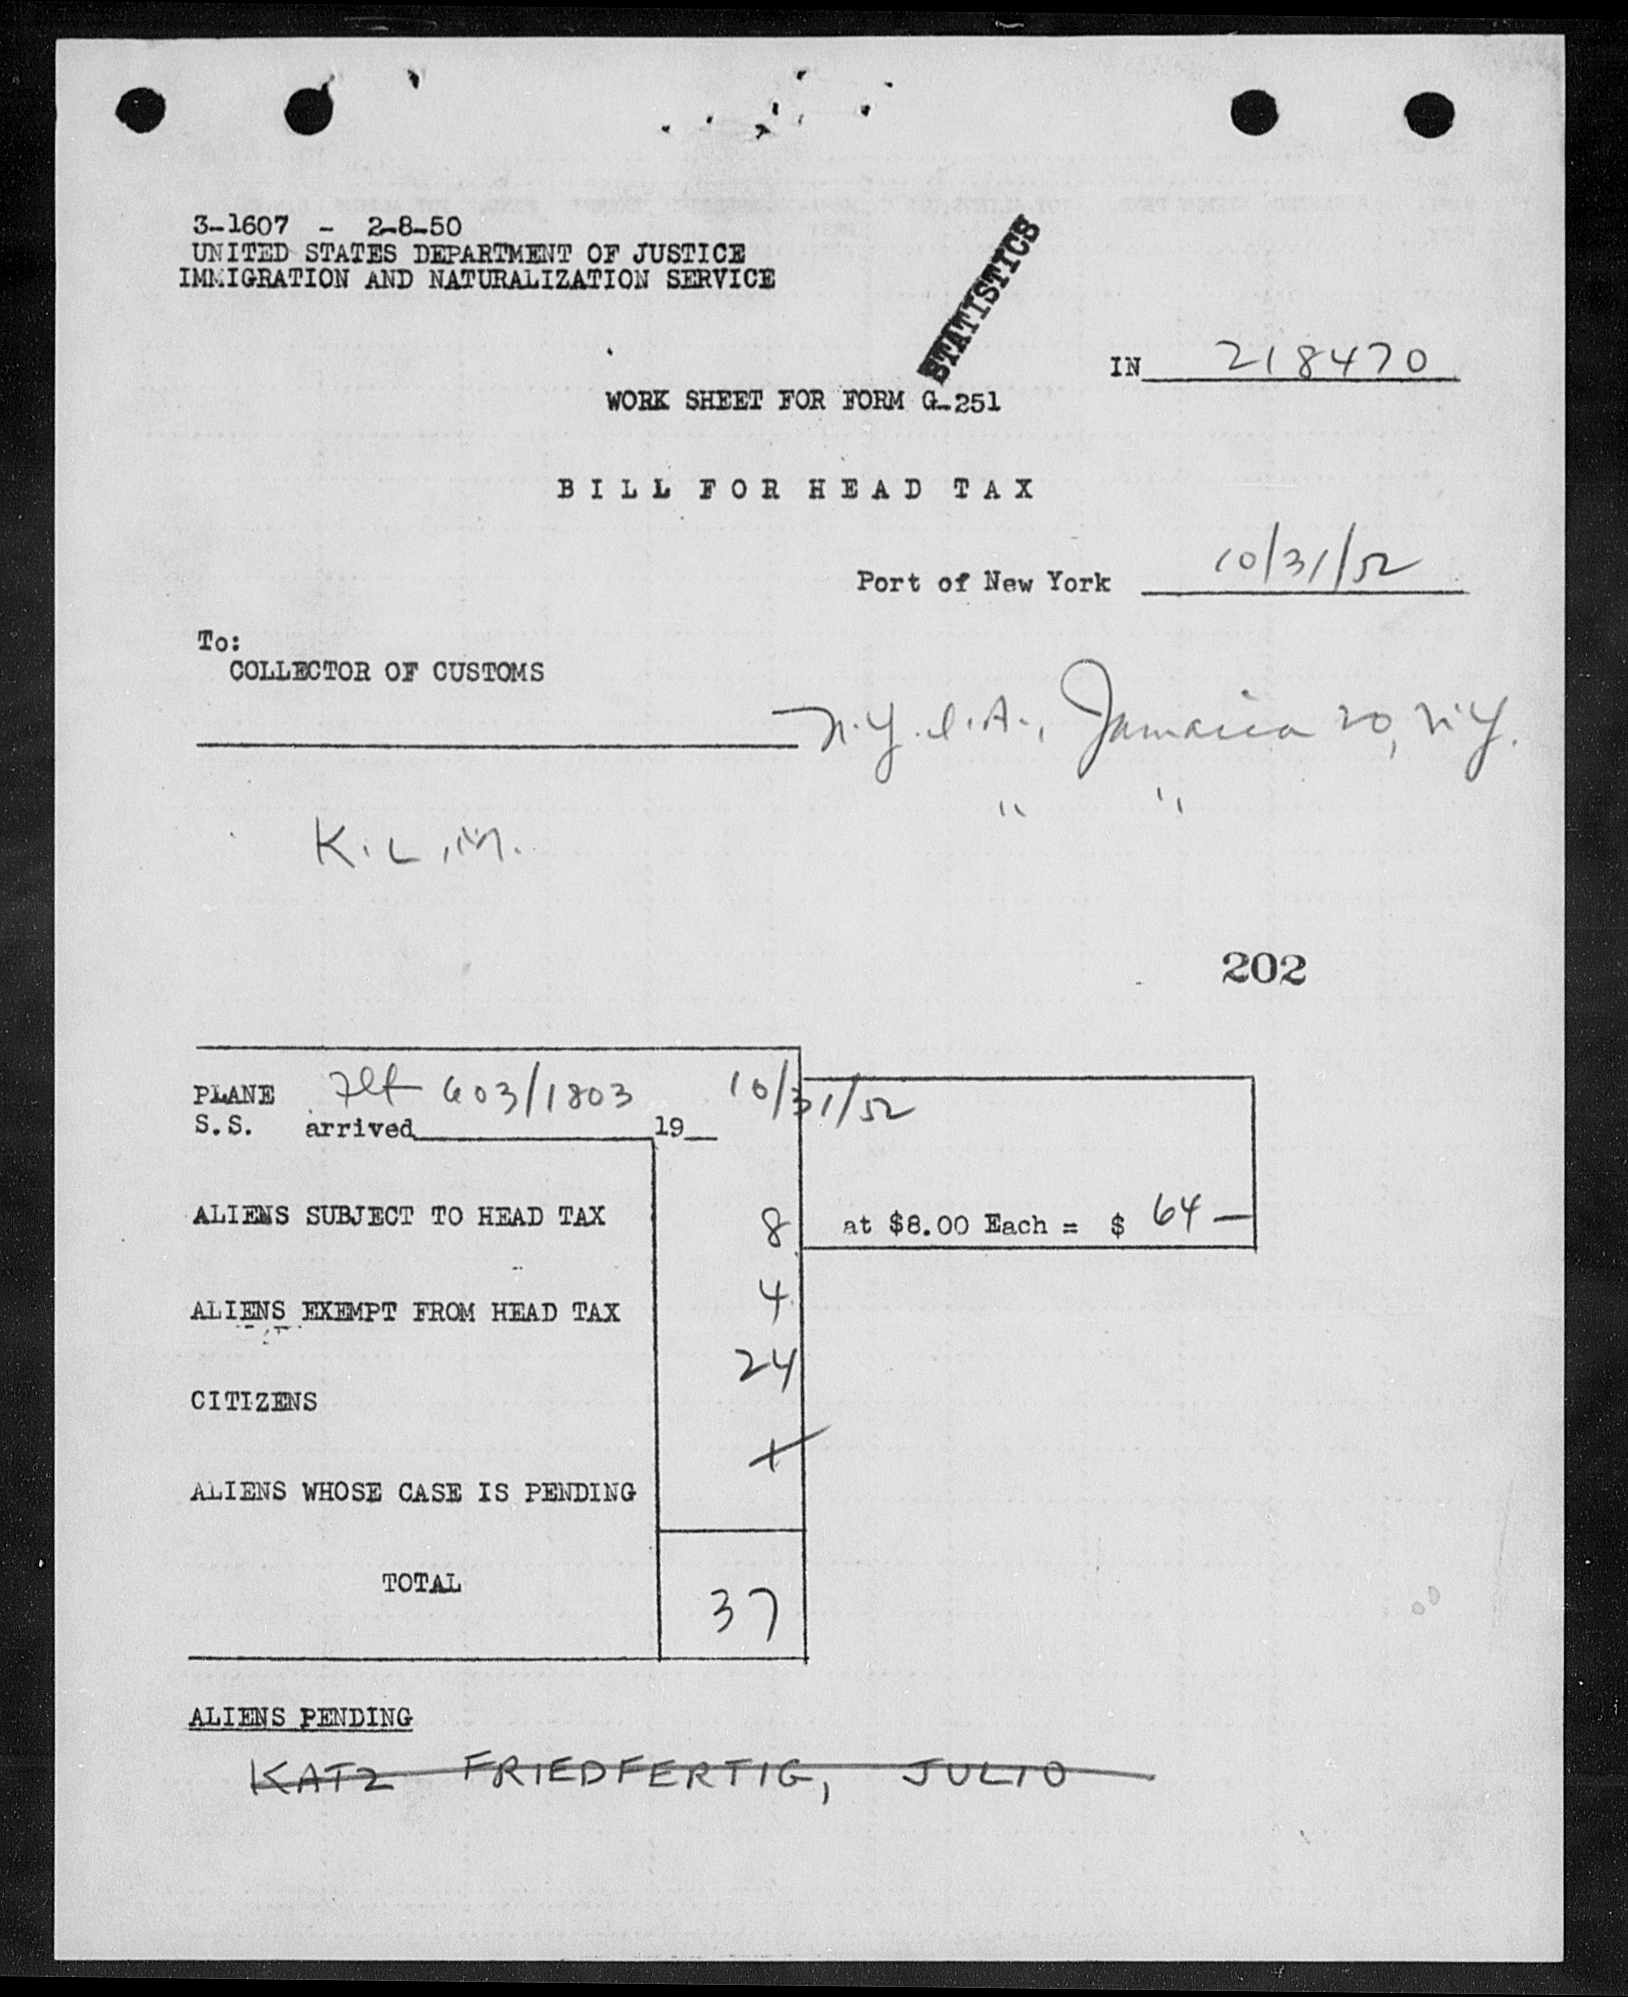 3-1607 - 2-8-50
UNITED STATES DEPARTMENT OF JUSTICE
IMMIGRATION AND NATURALIZATION SERVICE
STATISTICS
IN 218470
WORK SHEET FOR FORM G-251
BILL FOR HEAD TAX
Port of New York 10/31/52
To:
COLLECTOR OF CUSTOMS
N.Y.I.A., Jamaica 20, N.Y.
" "
K.L.M.
202
PLANE Flt 603/1803 10/31/52
S.S. arrived 19
ALIENS SUBJECT TO HEAD TAX 8 at $8.00 Each = $ 64 —
ALIENS EXEMPT FROM HEAD TAX 4
CITIZENS 24
ALIENS WHOSE CASE IS PENDING 1
TOTAL 37
ALIENS PENDING
KATZ FRIEDFERTIG, JULIO